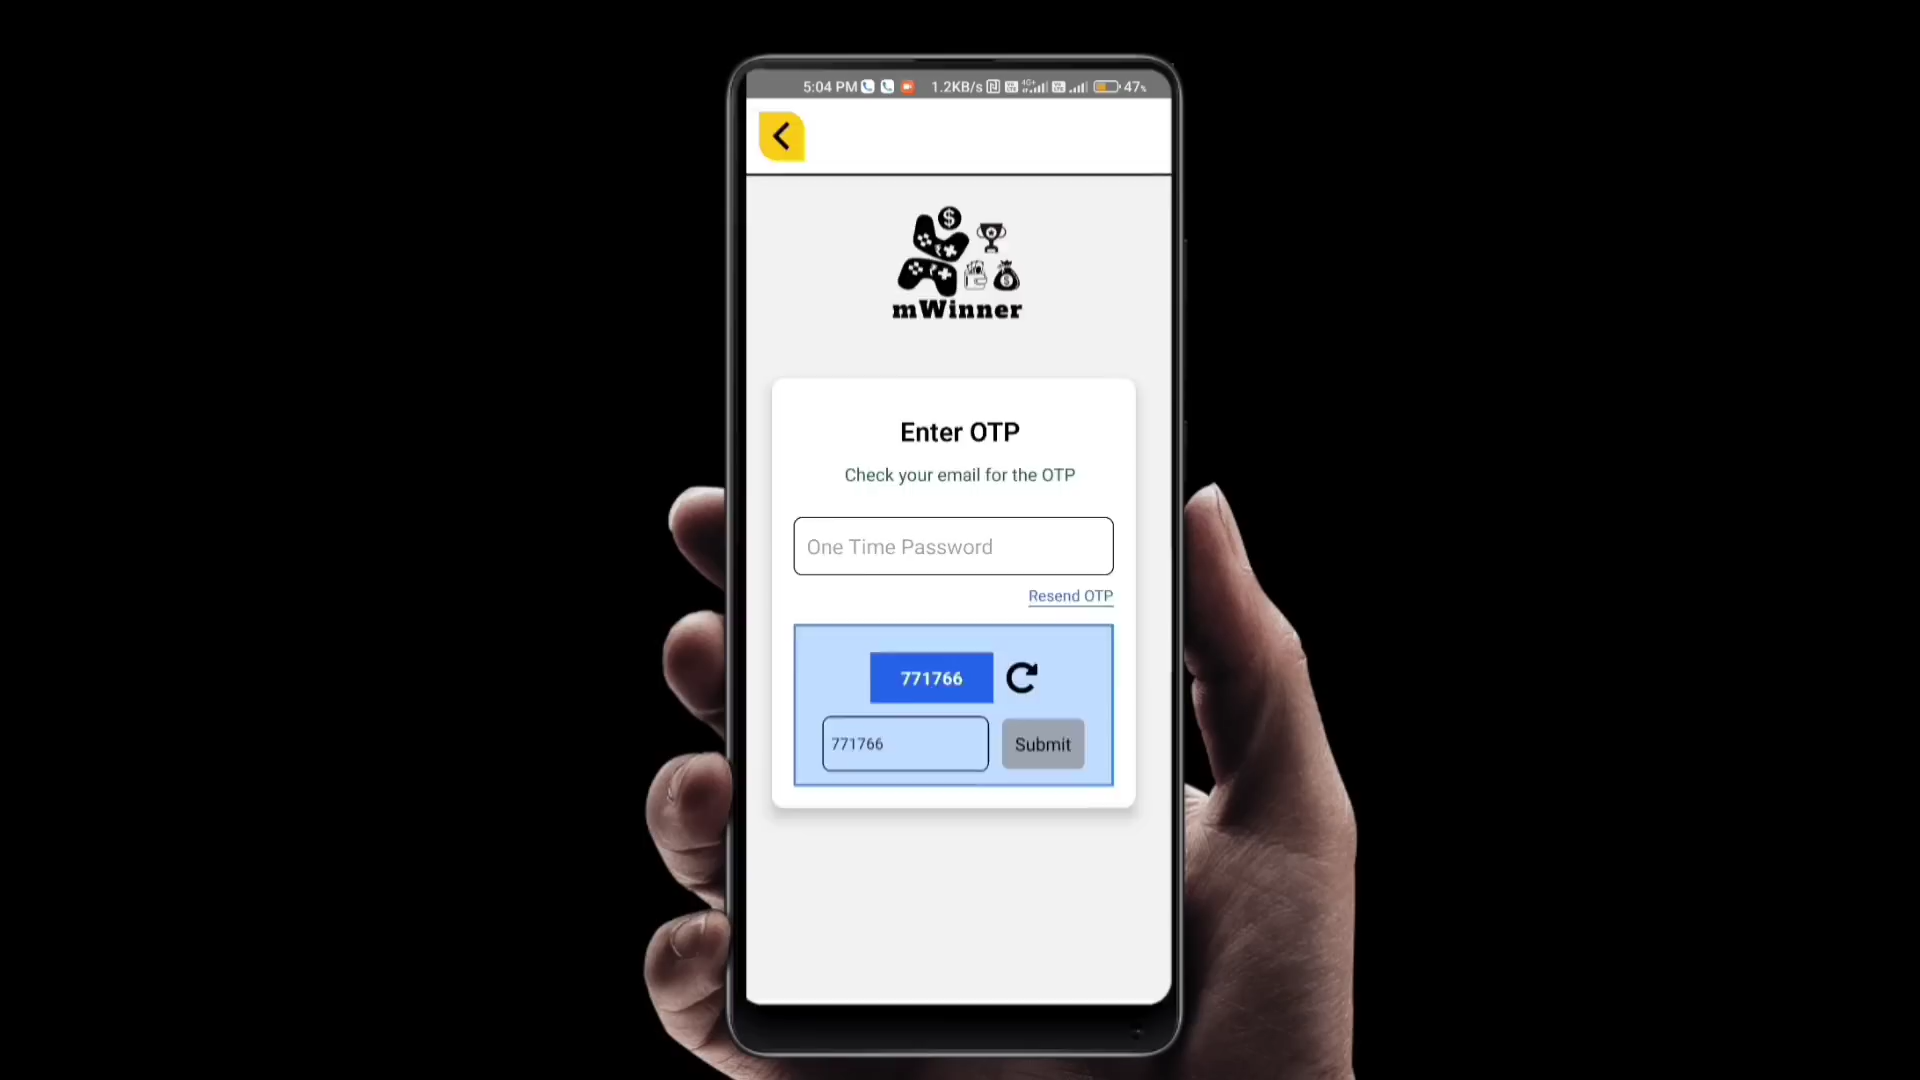 5:04 PM 1.2KB/s 4G+ 47%
mWinner
Enter OTP
Check your email for the OTP
One Time Password
Resend OTP
771766
771766 Submit